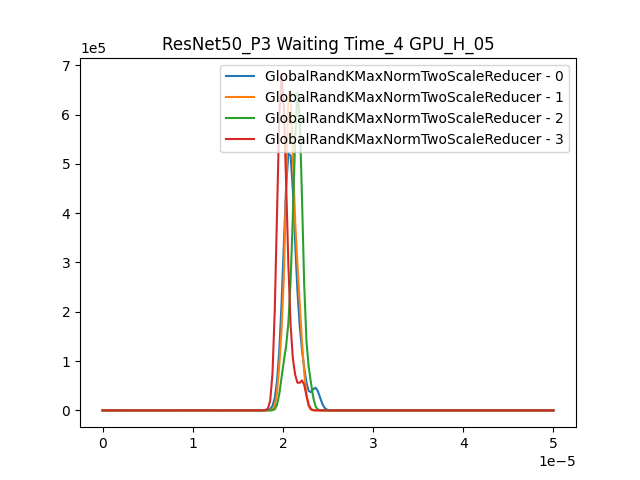 ResNet50_P3 Waiting Time_4 GPU_H_05
1e5
GlobalRandKMaxNormTwoScaleReducer - 0
GlobalRandKMaxNormTwoScaleReducer - 1
GlobalRandKMaxNormTwoScaleReducer - 2
GlobalRandKMaxNormTwoScaleReducer - 3
7
6
5
4
3
2
1
0
0 1 2 3 4 5
1e−5